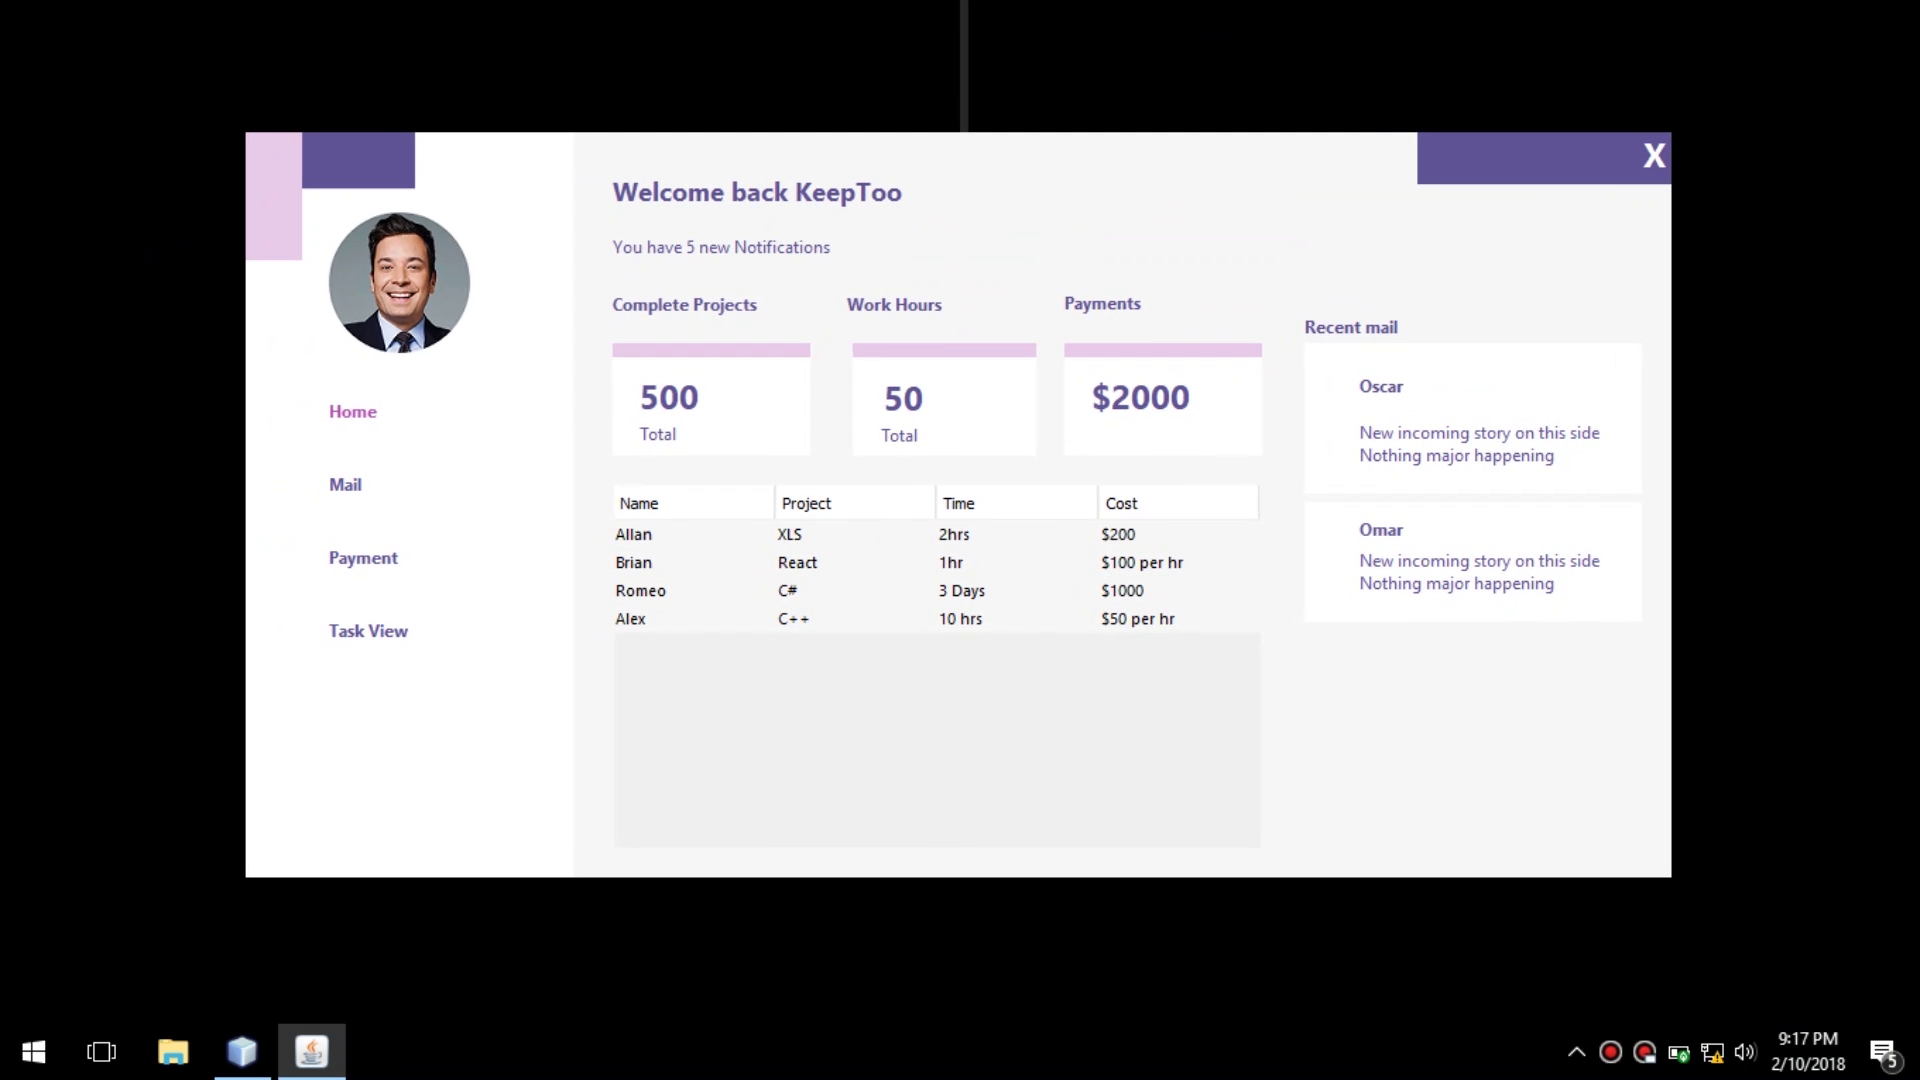 X
Welcome back KeepToo
You have 5 new Notifications
Complete Projects
Work Hours
Payments
500
Total
50
Total
$2000
Recent mail
Oscar
New incoming story on this side
Nothing major happening
Omar
New incoming story on this side
Nothing major happening
Home
Mail
Payment
Task View
Name Project Time Cost
Allan XLS 2hrs $200
Brian React 1hr $100 per hr
Romeo C# 3 Days $1000
Alex C++ 10 hrs $50 per hr
9:17 PM
2/10/2018
5